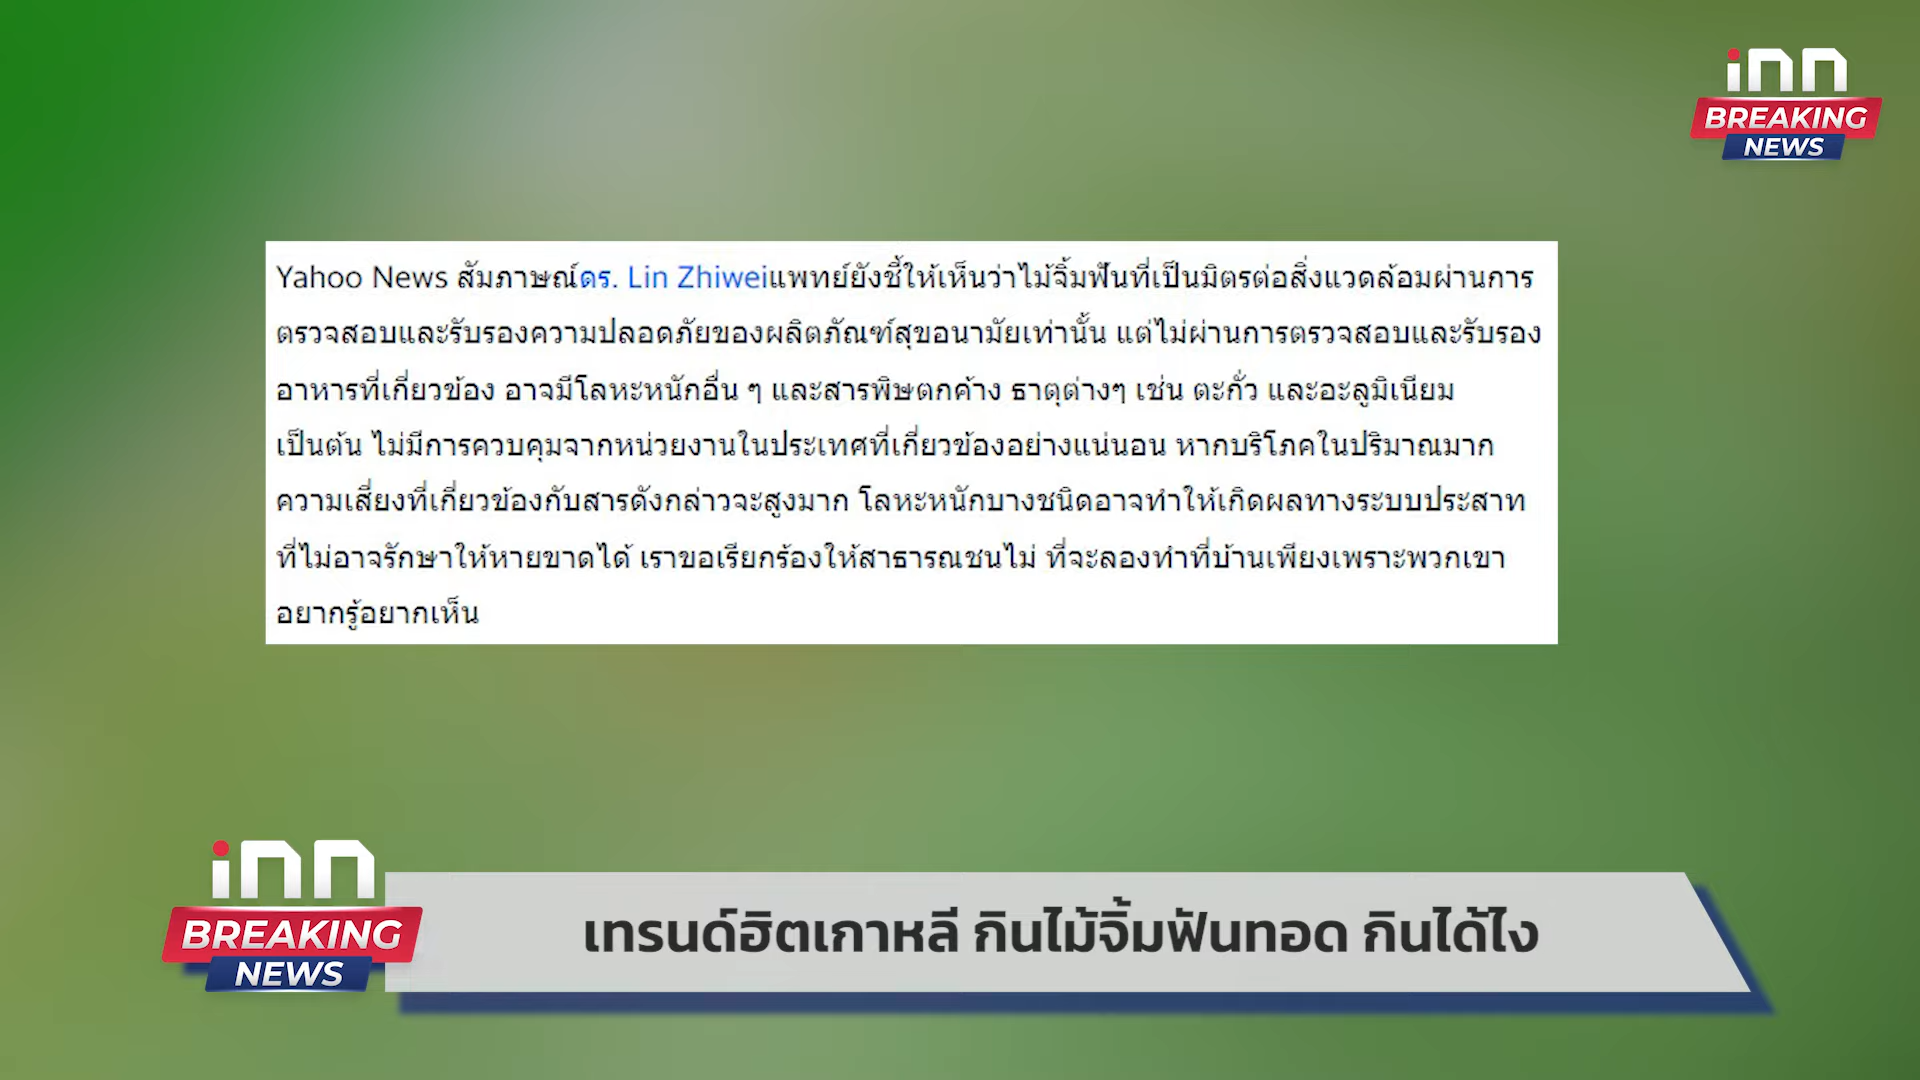 inn
BREAKING
NEWS
Yahoo News สัมภาษณ์ดร. Lin Zhiweiแพทย์ยังชี้ให้เห็นว่าไม้จิ้มฟันที่เป็นมิตรต่อสิ่งแวดล้อมผ่านการ
ตรวจสอบและรับรองความปลอดภัยของผลิตภัณฑ์สุขอนามัยเท่านั้น แต่ไม่ผ่านการตรวจสอบและรับรอง
อาหารที่เกี่ยวข้อง อาจมีโลหะหนักอื่น ๆ และสารพิษตกค้าง ธาตุต่างๆ เช่น ตะกั่ว และอะลูมิเนียม
เป็นต้น ไม่มีการควบคุมจากหน่วยงานในประเทศที่เกี่ยวข้องอย่างแน่นอน หากบริโภคในปริมาณมาก
ความเสี่ยงที่เกี่ยวข้องกับสารดังกล่าวจะสูงมาก โลหะหนักบางชนิดอาจทำให้เกิดผลทางระบบประสาท
ที่ไม่อาจรักษาให้หายขาดได้ เราขอเรียกร้องให้สาธารณชนไม่ ที่จะลองทำที่บ้านเพียงเพราะพวกเขา
อยากรู้อยากเห็น
inn
BREAKING
NEWS
เทรนด์ฮิตเกาหลี กินไม้จิ้มฟันทอด กินได้ไง